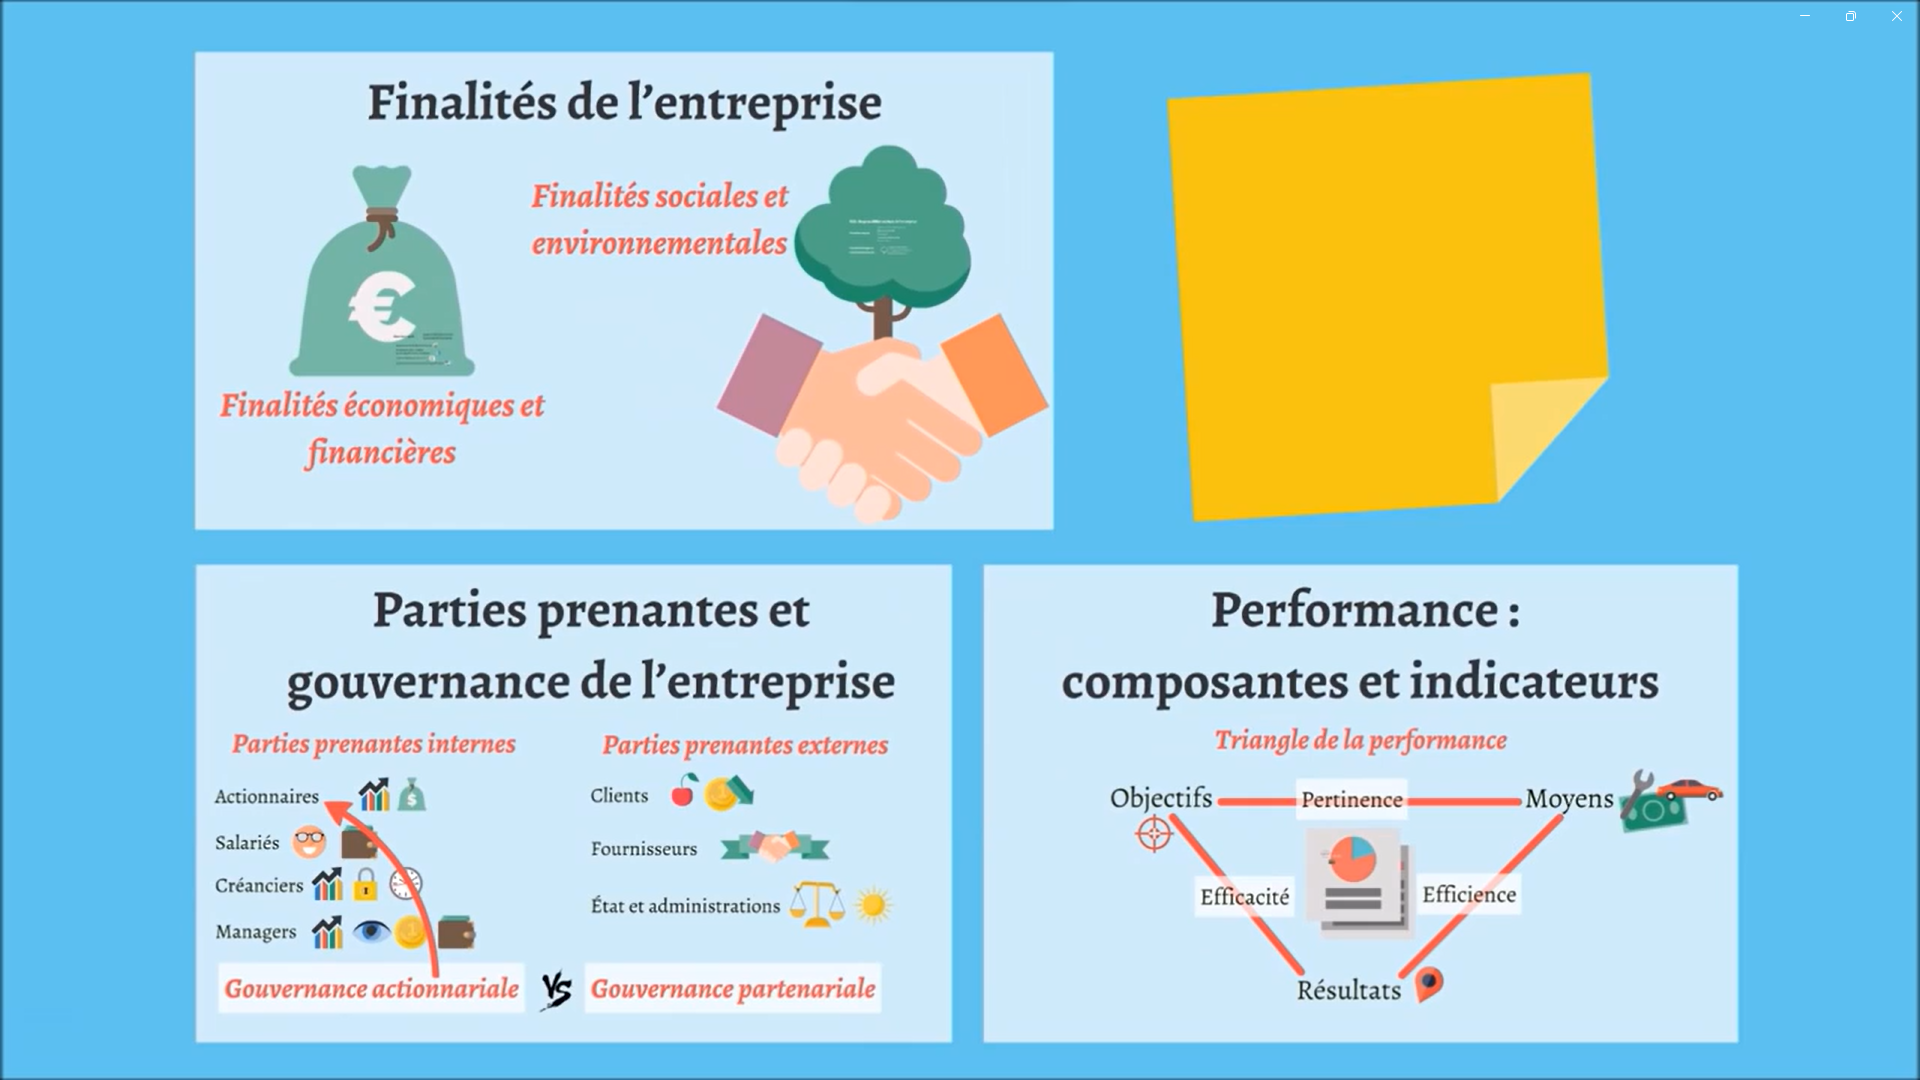 Finalités de l’entreprise
Finalités sociales et
environnementales
€
Finalités économiques et
financières
Parties prenantes et
gouvernance de l’entreprise
Parties prenantes internes
Actionnaires
Salariés
Créanciers
Managers
Parties prenantes externes
Clients
Fournisseurs
État et administrations
Gouvernance actionnariale
VS
Gouvernance partenariale
Performance :
composantes et indicateurs
Triangle de la performance
Objectifs
Pertinence
Moyens
Efficacité
Efficience
Résultats